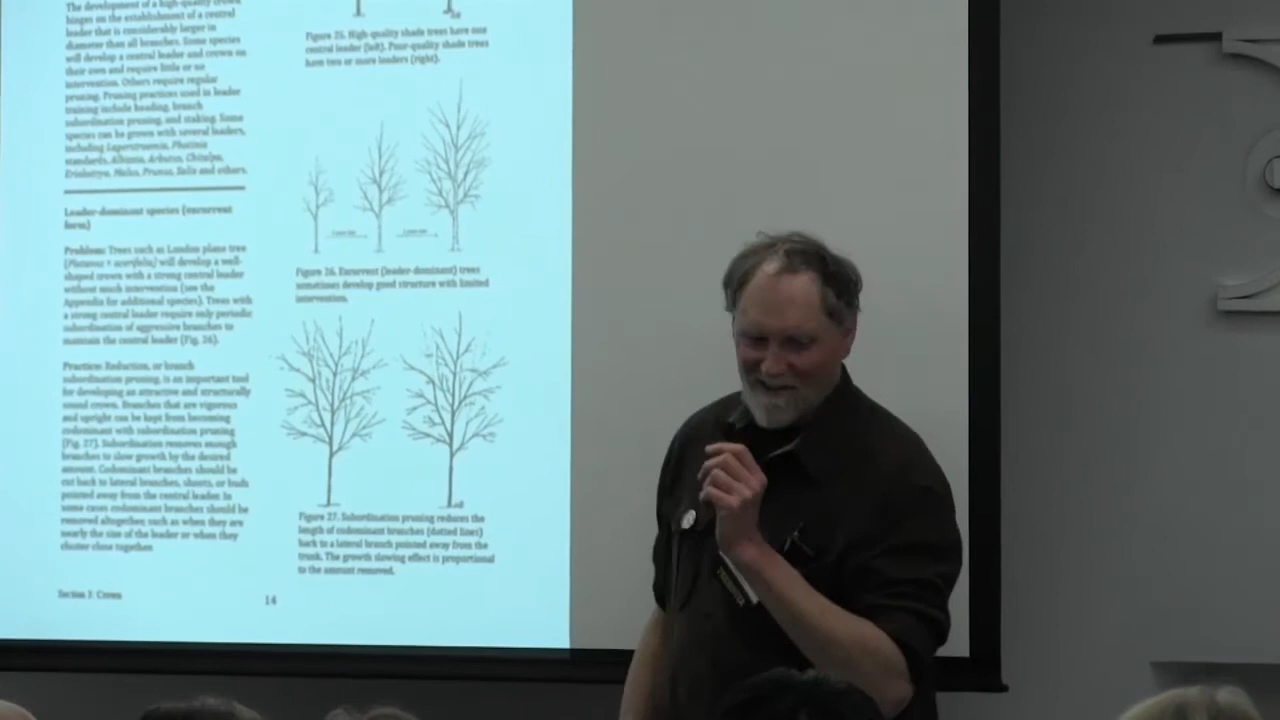 The development of a high-quality crown
hinges on the establishment of a central
leader that is considerably larger in
diameter than all branches. Some species
will develop a central leader and crown on
their own and require little or no
intervention. Others require regular
pruning. Pruning practices used in leader
training include heading, branch
subordination pruning, and staking. Some
species can be grown with several leaders,
including Lagerstroemia, Photinia
standards, Albizia, Arbutus, Chitalpa,
Eriobotrya, Malus, Prunus, Salix and others.
Leader-dominant species (excurrent
form)
Problem: Trees such as London plane tree
(Platanus × acerifolia) will develop a well-
shaped crown with a strong central leader
without much intervention (see the
Appendix for additional species). Trees with
a strong central leader require only periodic
subordination of aggressive branches to
maintain the central leader (Fig. 26).
Practice: Reduction, or branch
subordination pruning, is an important tool
for developing an attractive and structurally
sound crown. Branches that are vigorous
and upright can be kept from becoming
codominant with subordination pruning
(Fig. 27). Subordination removes enough
branches to slow growth by the desired
amount. Codominant branches should be
cut back to lateral branches, shoots, or buds
pointed away from the central leader. In
some cases codominant branches should be
removed altogether, such as when they are
nearly the size of the leader or when they
cluster close together.
Figure 25. High-quality shade trees have one
central leader (left). Poor-quality shade trees
have two or more leaders (right).
Figure 26. Excurrent (leader-dominant) trees
sometimes develop good structure with limited
intervention.
Figure 27. Subordination pruning reduces the
length of codominant branches (dotted lines)
back to a lateral branch pointed away from the
trunk. The growth slowing effect is proportional
to the amount removed.
Section 3: Crown
14